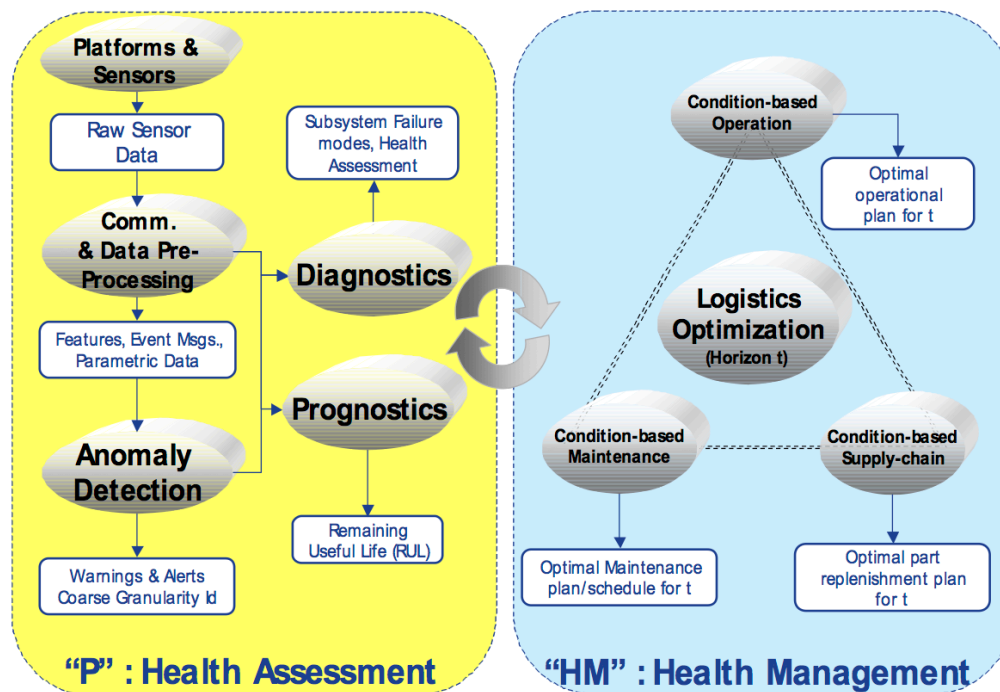 Platforms &
Sensors
Raw Sensor
Data
Comm.
& Data Pre-
Processing
Features, Event Msgs.,
Parametric Data
Anomaly
Detection
Warnings & Alerts
Coarse Granularity Id
Subsystem Failure
modes, Health
Assessment
Diagnostics
Prognostics
Remaining
Useful Life (RUL)
“P” : Health Assessment
Condition-based
Operation
Optimal
operational
plan for t
Logistics
Optimization
(Horizon t)
Condition-based
Maintenance
Condition-based
Supply-chain
Optimal Maintenance
plan/schedule for t
Optimal part
replenishment plan
for t
“HM” : Health Management